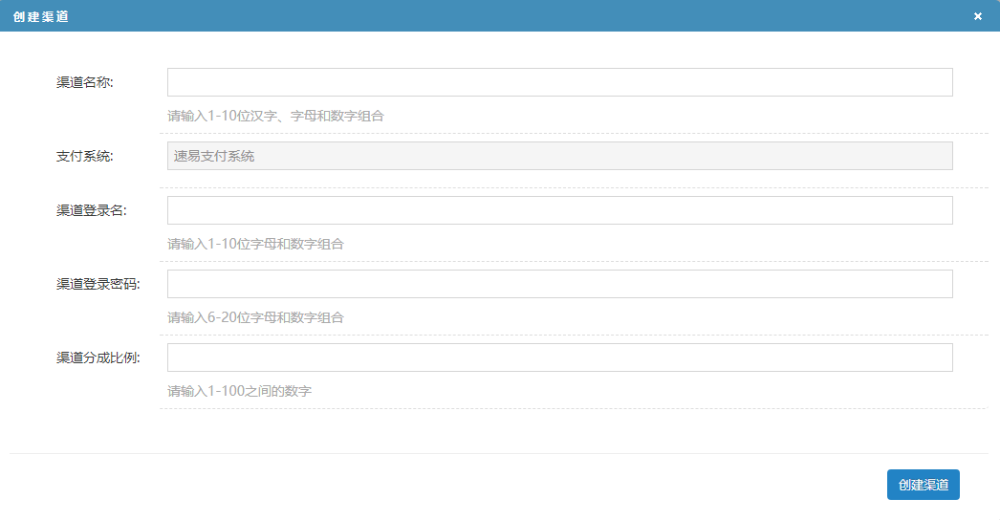 创建渠道
×
渠道名称:
请输入1-10位汉字、字母和数字组合
支付系统: 速易支付系统
渠道登录名:
请输入1-10位字母和数字组合
渠道登录密码:
请输入6-20位字母和数字组合
渠道分成比例:
请输入1-100之间的数字
创建渠道